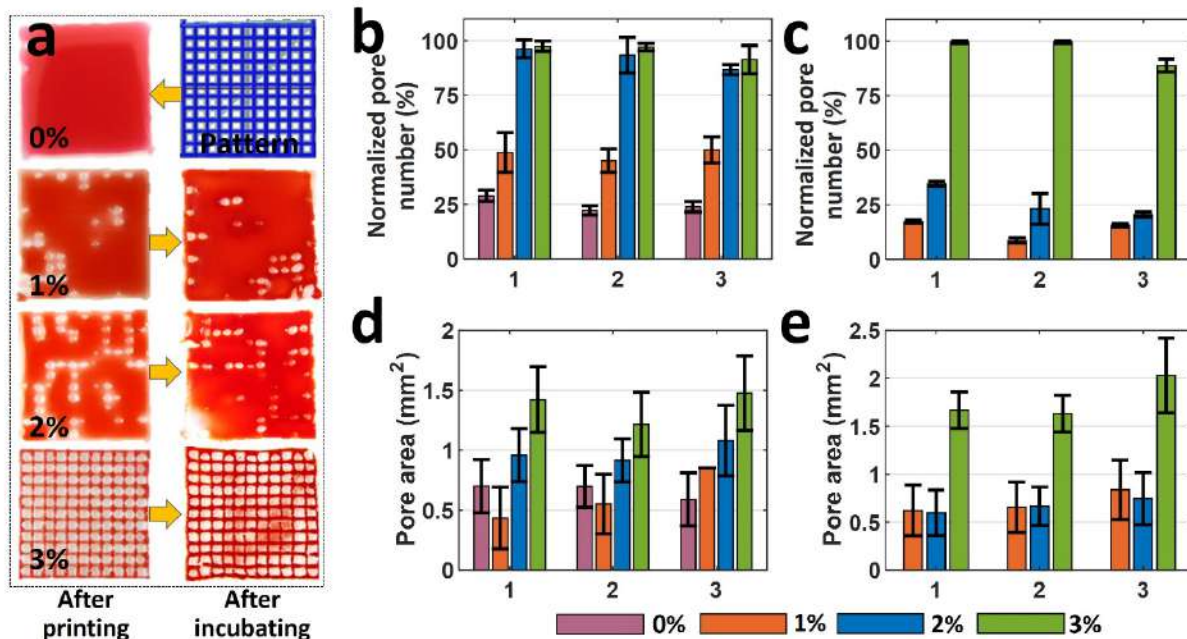 a
0%
Pattern
1%
2%
3%
After printing
After incubating
b
Normalized pore number (%)
100
75
50
25
0
1 2 3
c
Normalized pore number (%)
100
75
50
25
0
1 2 3
d
Pore area (mm²)
2
1.5
1
0.5
0
1 2 3
e
Pore area (mm²)
2.5
2
1.5
1
0.5
0
1 2 3
0% 1% 2% 3%